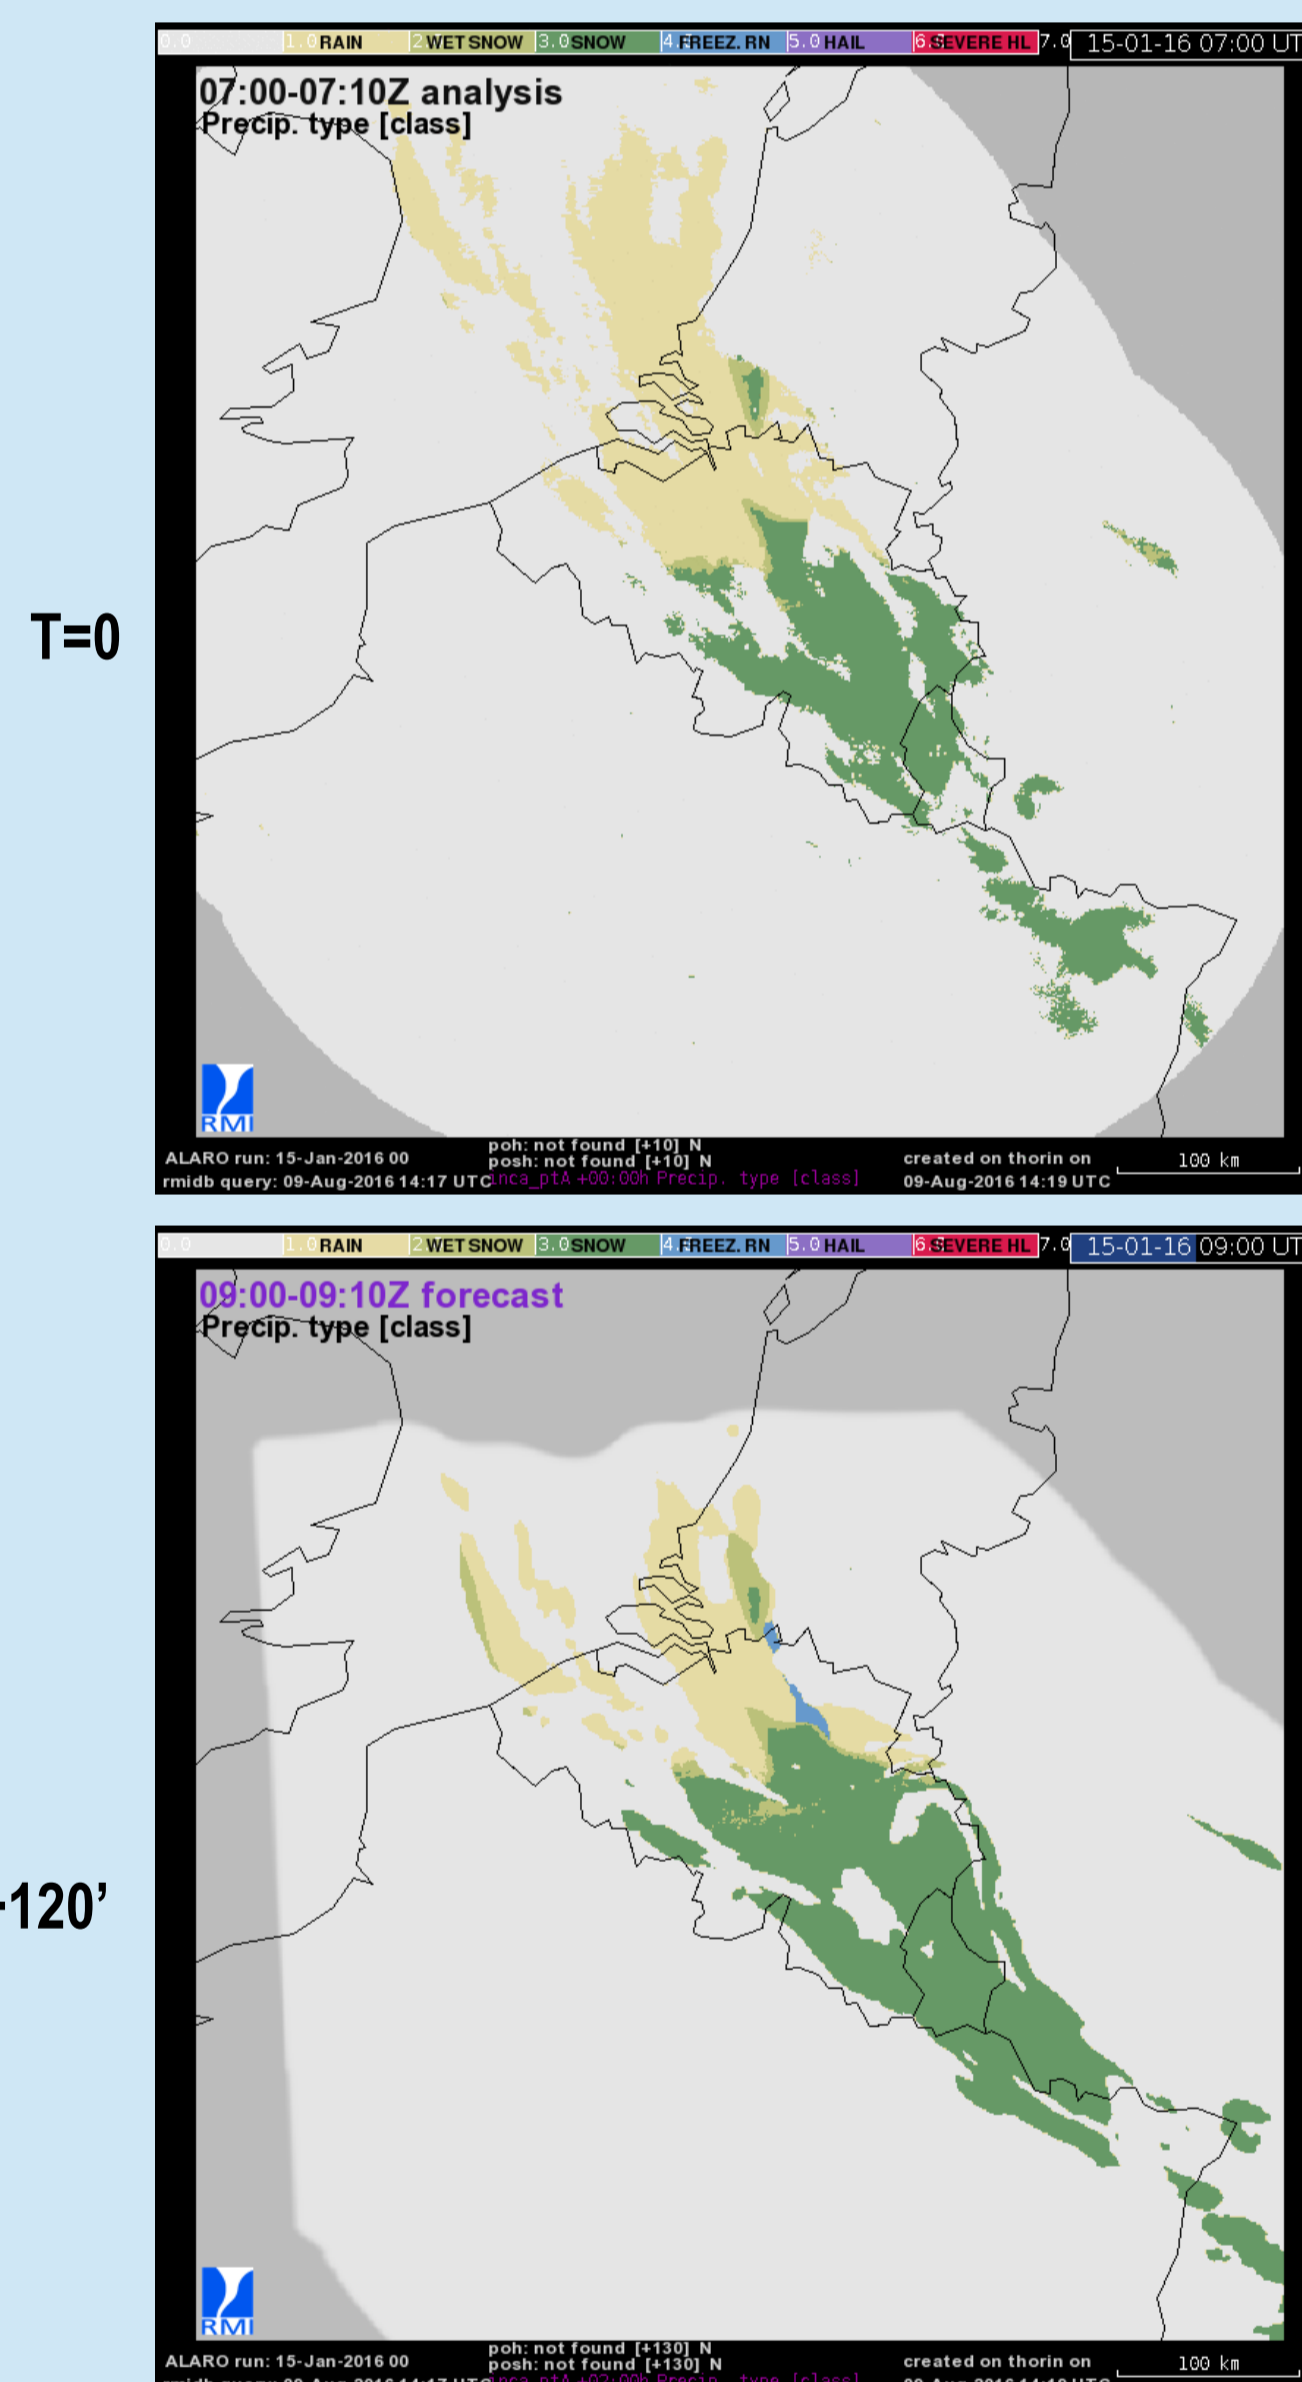 0.0 1.0 RAIN 2 WET SNOW 3.0 SNOW 4. FREEZ. RN 5.0 HAIL 6. SEVERE HL 7.0 15-01-16 07:00 UT
07:00-07:10Z analysis
Precip. type [class]
T=0
RMI
poh: not found [+10] N
ALARO run: 15-Jan-2016 00 posh: not found [+10] N created on thorin on 100 km
rmidb query: 09-Aug-2016 14:17 UTC inca_ptA +00:00h Precip. type [class] 09-Aug-2016 14:19 UTC
0.0 1.0 RAIN 2 WET SNOW 3.0 SNOW 4. FREEZ. RN 5.0 HAIL 6. SEVERE HL 7.0 15-01-16 09:00 UT
09:00-09:10Z forecast
Precip. type [class]
120’
RMI
poh: not found [+130] N
ALARO run: 15-Jan-2016 00 posh: not found [+130] N created on thorin on 100 km